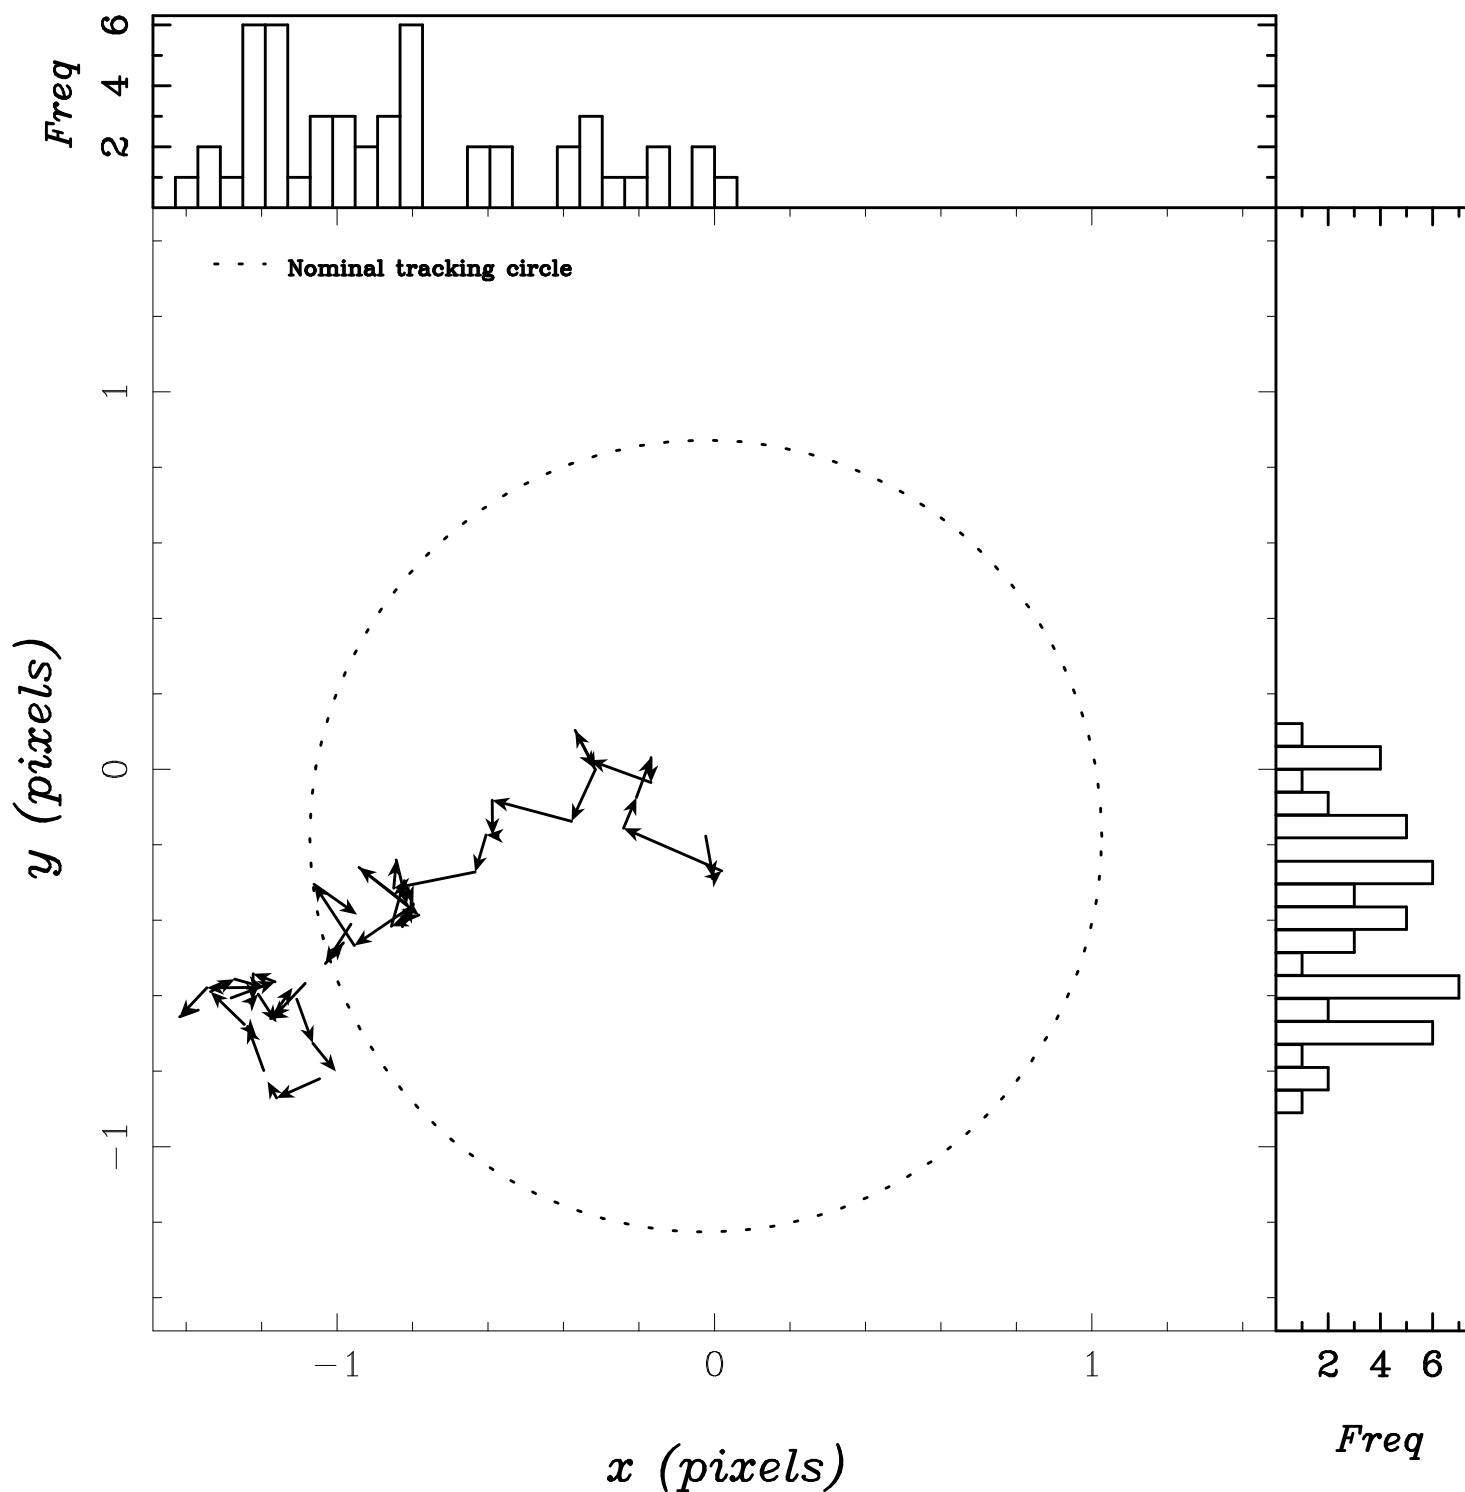 Freq
2 4 6
Nominal tracking circle
y (pixels)
1
0
−1
−1 0 1
x (pixels)
2 4 6
Freq